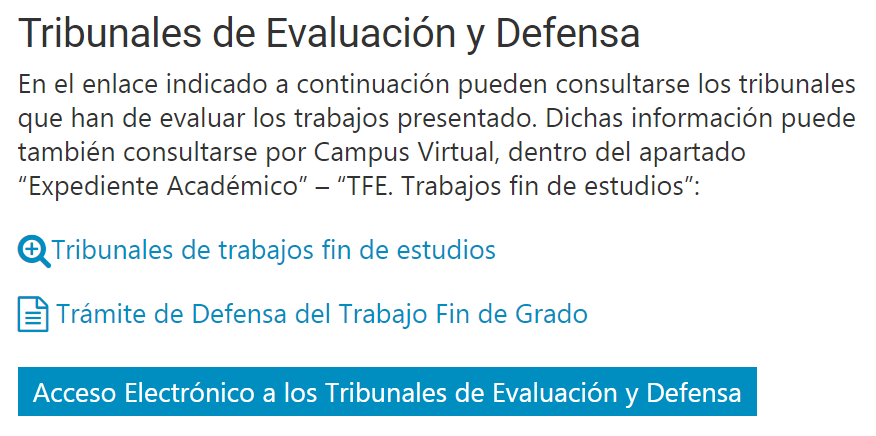 Tribunales de Evaluación y Defensa
En el enlace indicado a continuación pueden consultarse los tribunales
que han de evaluar los trabajos presentado. Dichas información puede
también consultarse por Campus Virtual, dentro del apartado
“Expediente Académico” – “TFE. Trabajos fin de estudios”:
Tribunales de trabajos fin de estudios
Trámite de Defensa del Trabajo Fin de Grado
Acceso Electrónico a los Tribunales de Evaluación y Defensa